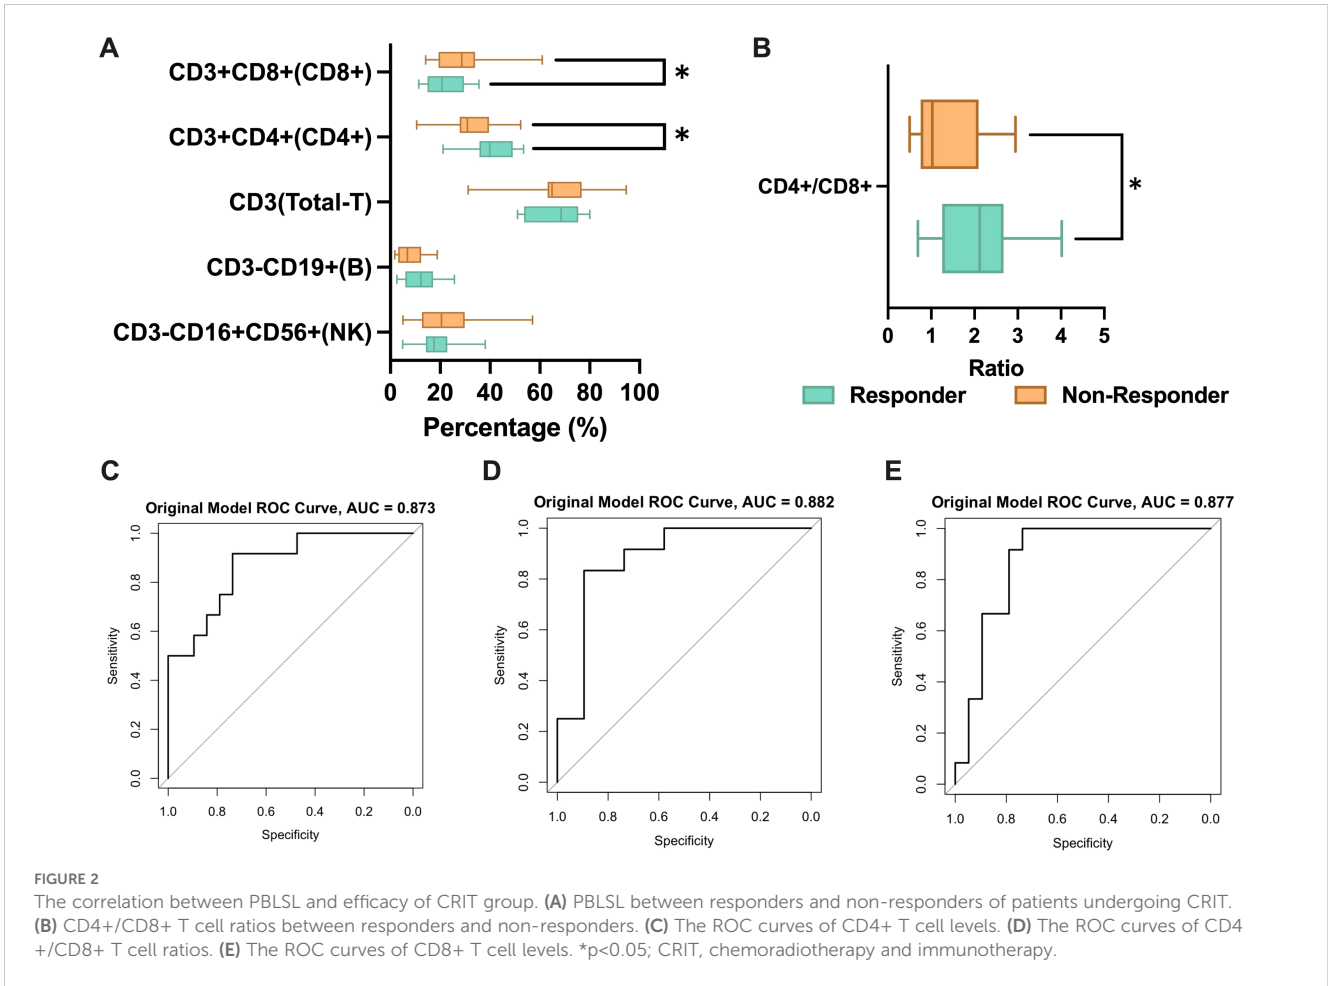 A
CD3+CD8+(CD8+)
*
CD3+CD4+(CD4+)
*
CD3(Total-T)
CD3-CD19+(B)
CD3-CD16+CD56+(NK)
0 20 40 60 80 100
Percentage (%)
B
CD4+/CD8+
*
0 1 2 3 4 5
Ratio
Responder Non-Responder
C
Original Model ROC Curve, AUC = 0.873
Sensitivity
1.0
0.8
0.6
0.4
0.2
0.0
1.0 0.8 0.6 0.4 0.2 0.0
Specificity
D
Original Model ROC Curve, AUC = 0.882
Sensitivity
1.0
0.8
0.6
0.4
0.2
0.0
1.0 0.8 0.6 0.4 0.2 0.0
Specificity
E
Original Model ROC Curve, AUC = 0.877
Sensitivity
1.0
0.8
0.6
0.4
0.2
0.0
1.0 0.8 0.6 0.4 0.2 0.0
Specificity
FIGURE 2
The correlation between PBLSL and efficacy of CRIT group. (A) PBLSL between responders and non-responders of patients undergoing CRIT.
(B) CD4+/CD8+ T cell ratios between responders and non-responders. (C) The ROC curves of CD4+ T cell levels. (D) The ROC curves of CD4
+/CD8+ T cell ratios. (E) The ROC curves of CD8+ T cell levels. *p<0.05; CRIT, chemoradiotherapy and immunotherapy.